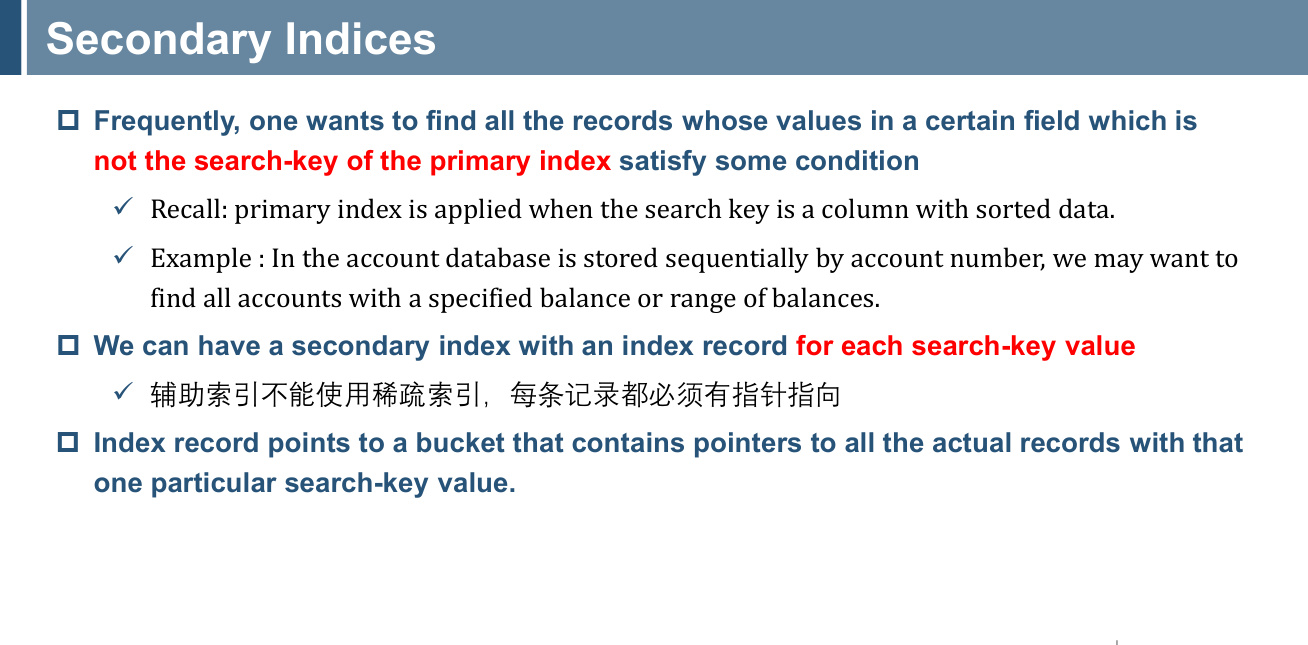 Secondary Indices
Frequently, one wants to find all the records whose values in a certain field which is
not the search-key of the primary index satisfy some condition
Recall: primary index is applied when the search key is a column with sorted data.
Example : In the account database is stored sequentially by account number, we may want to
find all accounts with a specified balance or range of balances.
We can have a secondary index with an index record for each search-key value
辅助索引不能使用稀疏索引，每条记录都必须有指针指向
Index record points to a bucket that contains pointers to all the actual records with that
one particular search-key value.